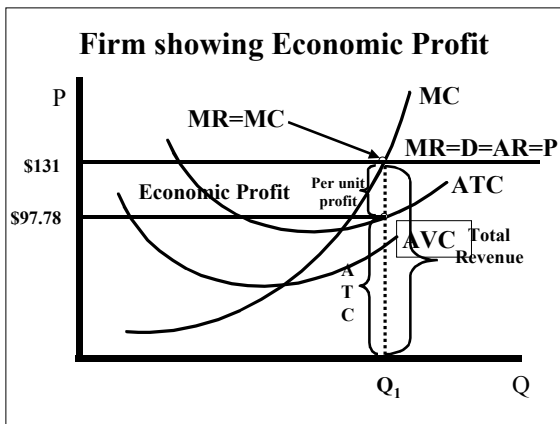 Firm showing Economic Profit
P
MC
MR=MC
MR=D=AR=P
$131
Economic Profit
Per unit
profit
ATC
$97.78
AVC
Total
Revenue
A
T
C
Q1
Q